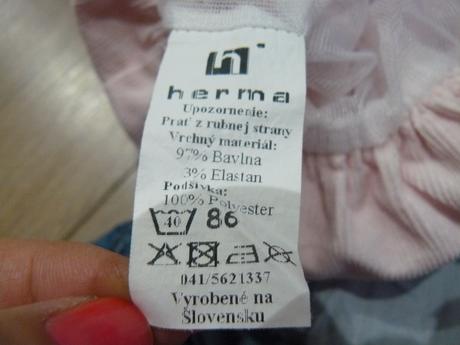 herma
Upozornenie:
Prať z rubnej strany
Vrchný materiál:
97% Bavlna
3% Elastan
Podšívka:
100% Polyester
40 86
041/5621337
Vyrobené na
Slovensku